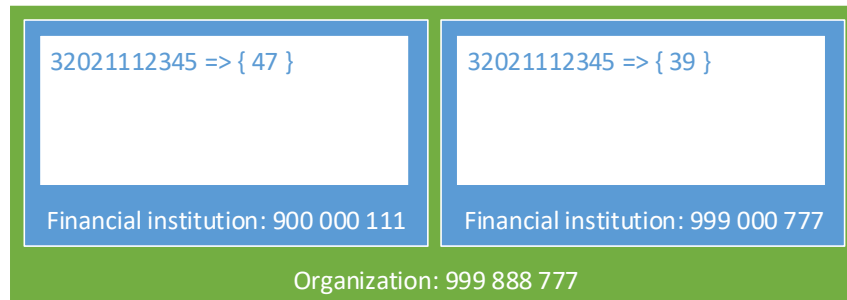 32021112345 => { 47 }
32021112345 => { 39 }
Financial institution: 900 000 111
Financial institution: 999 000 777
Organization: 999 888 777